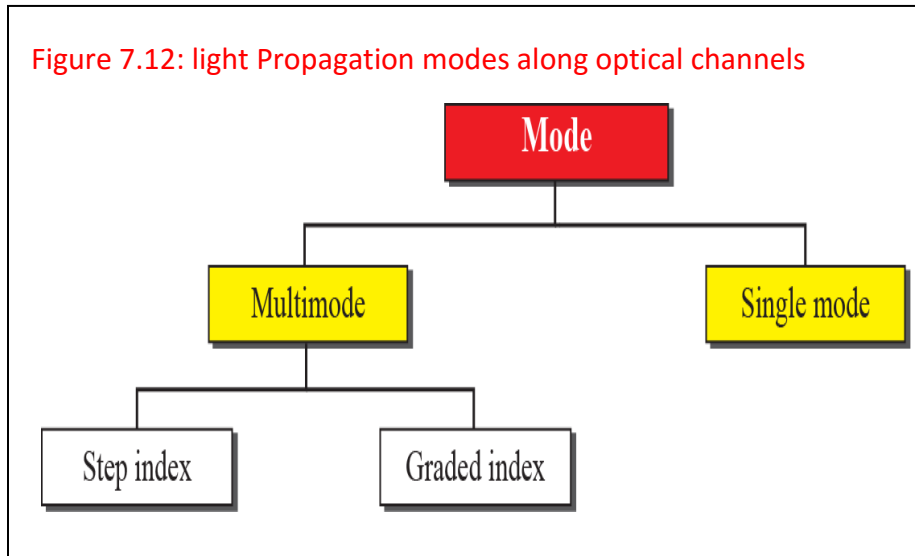 Figure 7.12: light Propagation modes along optical channels
Mode
Multimode
Single mode
Step index
Graded index